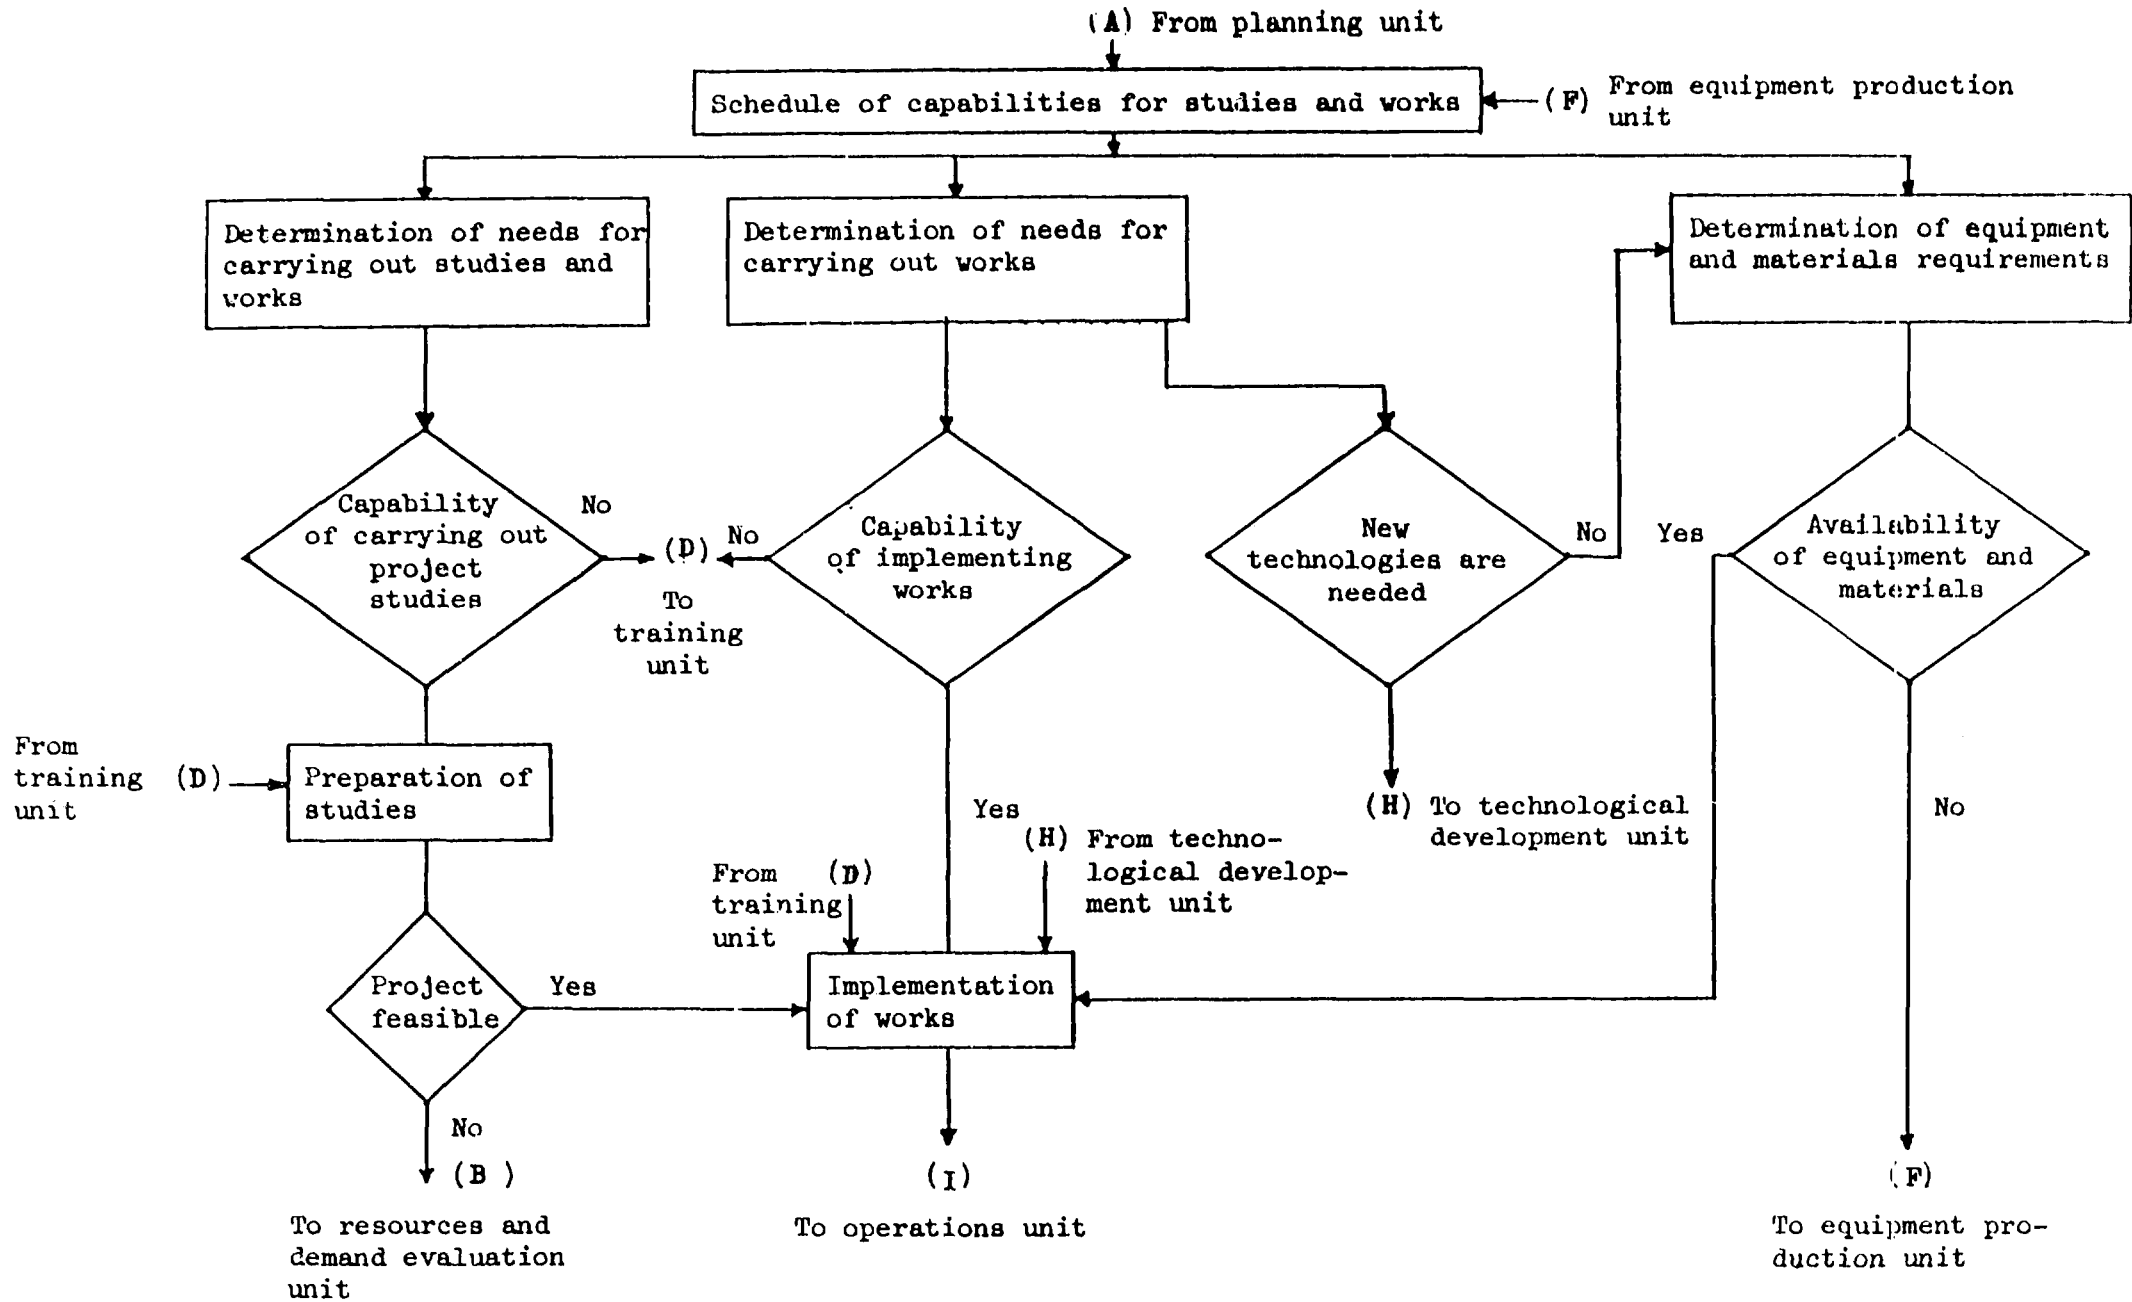 (A) From planning unit
Schedule of capabilities for studies and works
(F) From equipment production
unit
Determination of needs for
carrying out studies and
works
Determination of needs for
carrying out works
Determination of equipment
and materials requirements
Capability
of carrying out
project
studies
No
(D)
To
training
unit
No
Capability
of implementing
works
New
technologies are
needed
No
Yes
Availability
of equipment and
materials
From
training (D)
unit
Preparation of
studies
Yes
(H) To technological
development unit
No
From (D)
training
unit
(H) From techno-
logical develop-
ment unit
Project
feasible
Yes
Implementation
of works
No
(B )
To resources and
demand evaluation
unit
(I)
To operations unit
(F)
To equipment pro-
duction unit